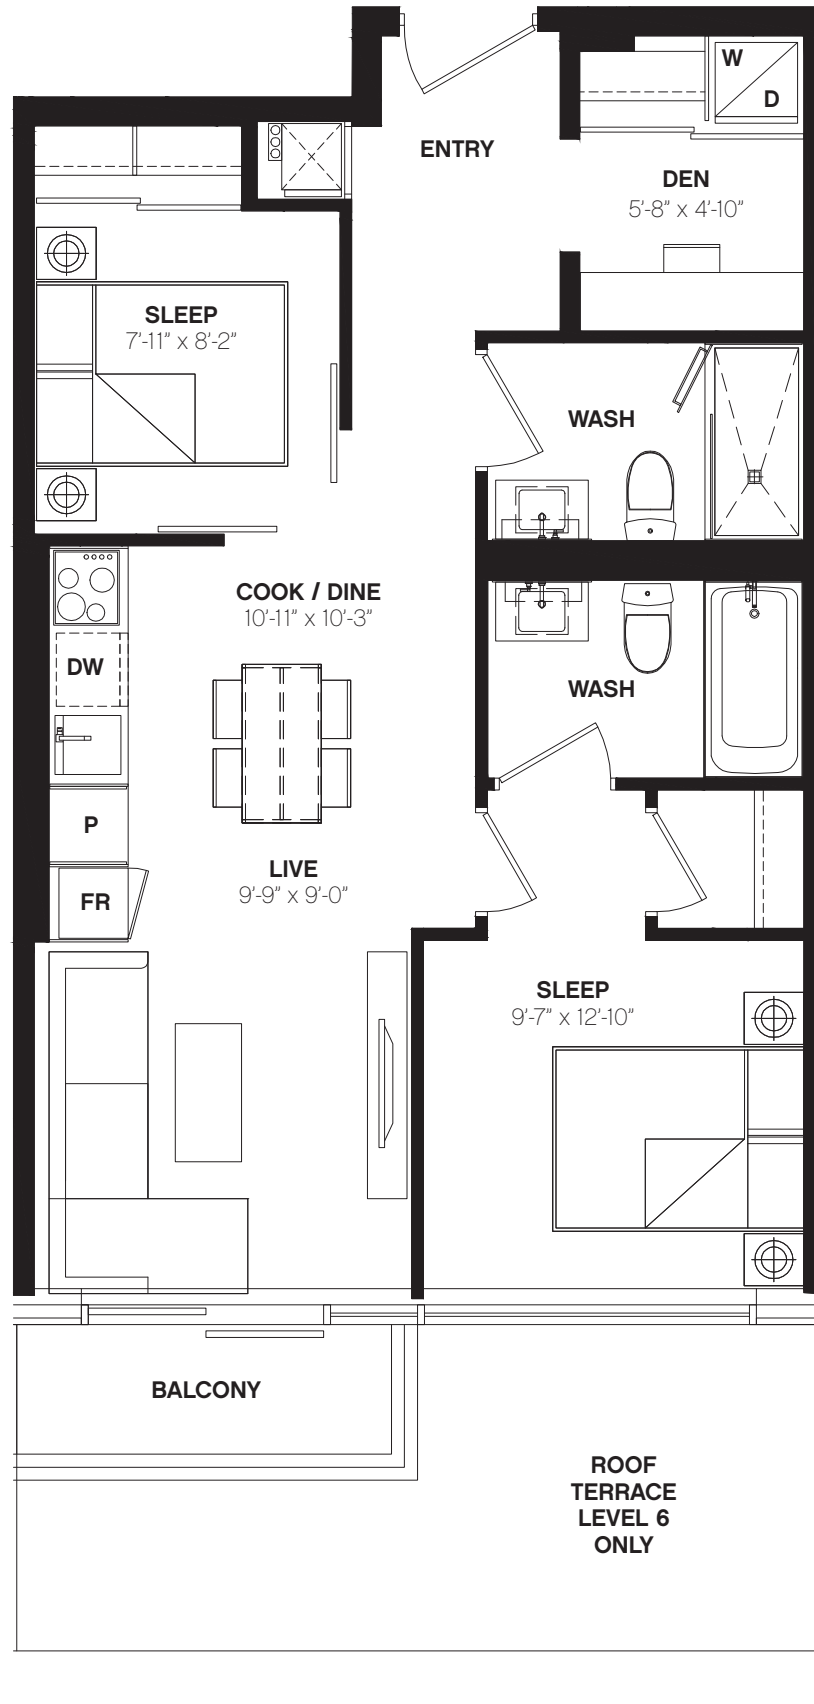 W
D
ENTRY
DEN
5'-8" x 4'-10"
SLEEP
7'-11" x 8'-2"
WASH
COOK / DINE
10'-11" x 10'-3"
DW
WASH
P
LIVE
9'-9" x 9'-0"
FR
SLEEP
9'-7" x 12'-10"
BALCONY
ROOF
TERRACE
LEVEL 6
ONLY